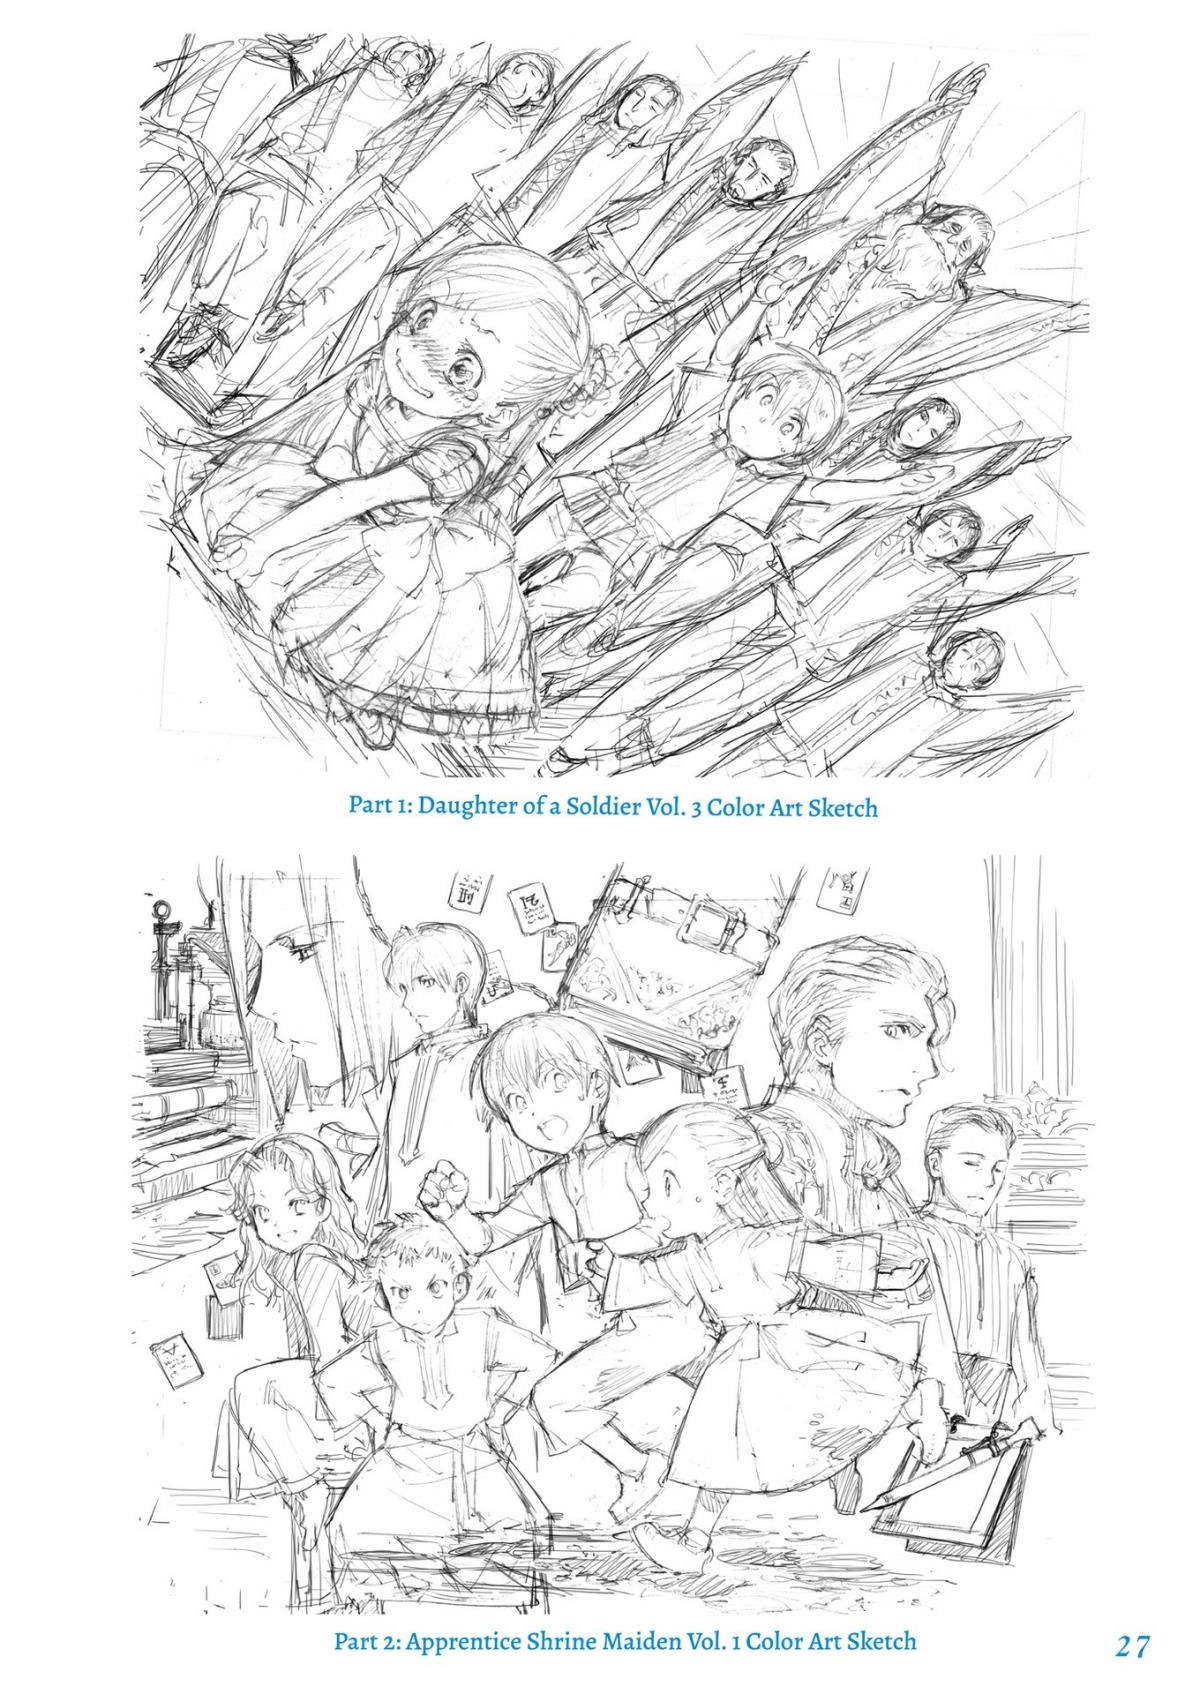 Part 1: Daughter of a Soldier Vol. 3 Color Art Sketch
Part 2: Apprentice Shrine Maiden Vol. 1 Color Art Sketch
27